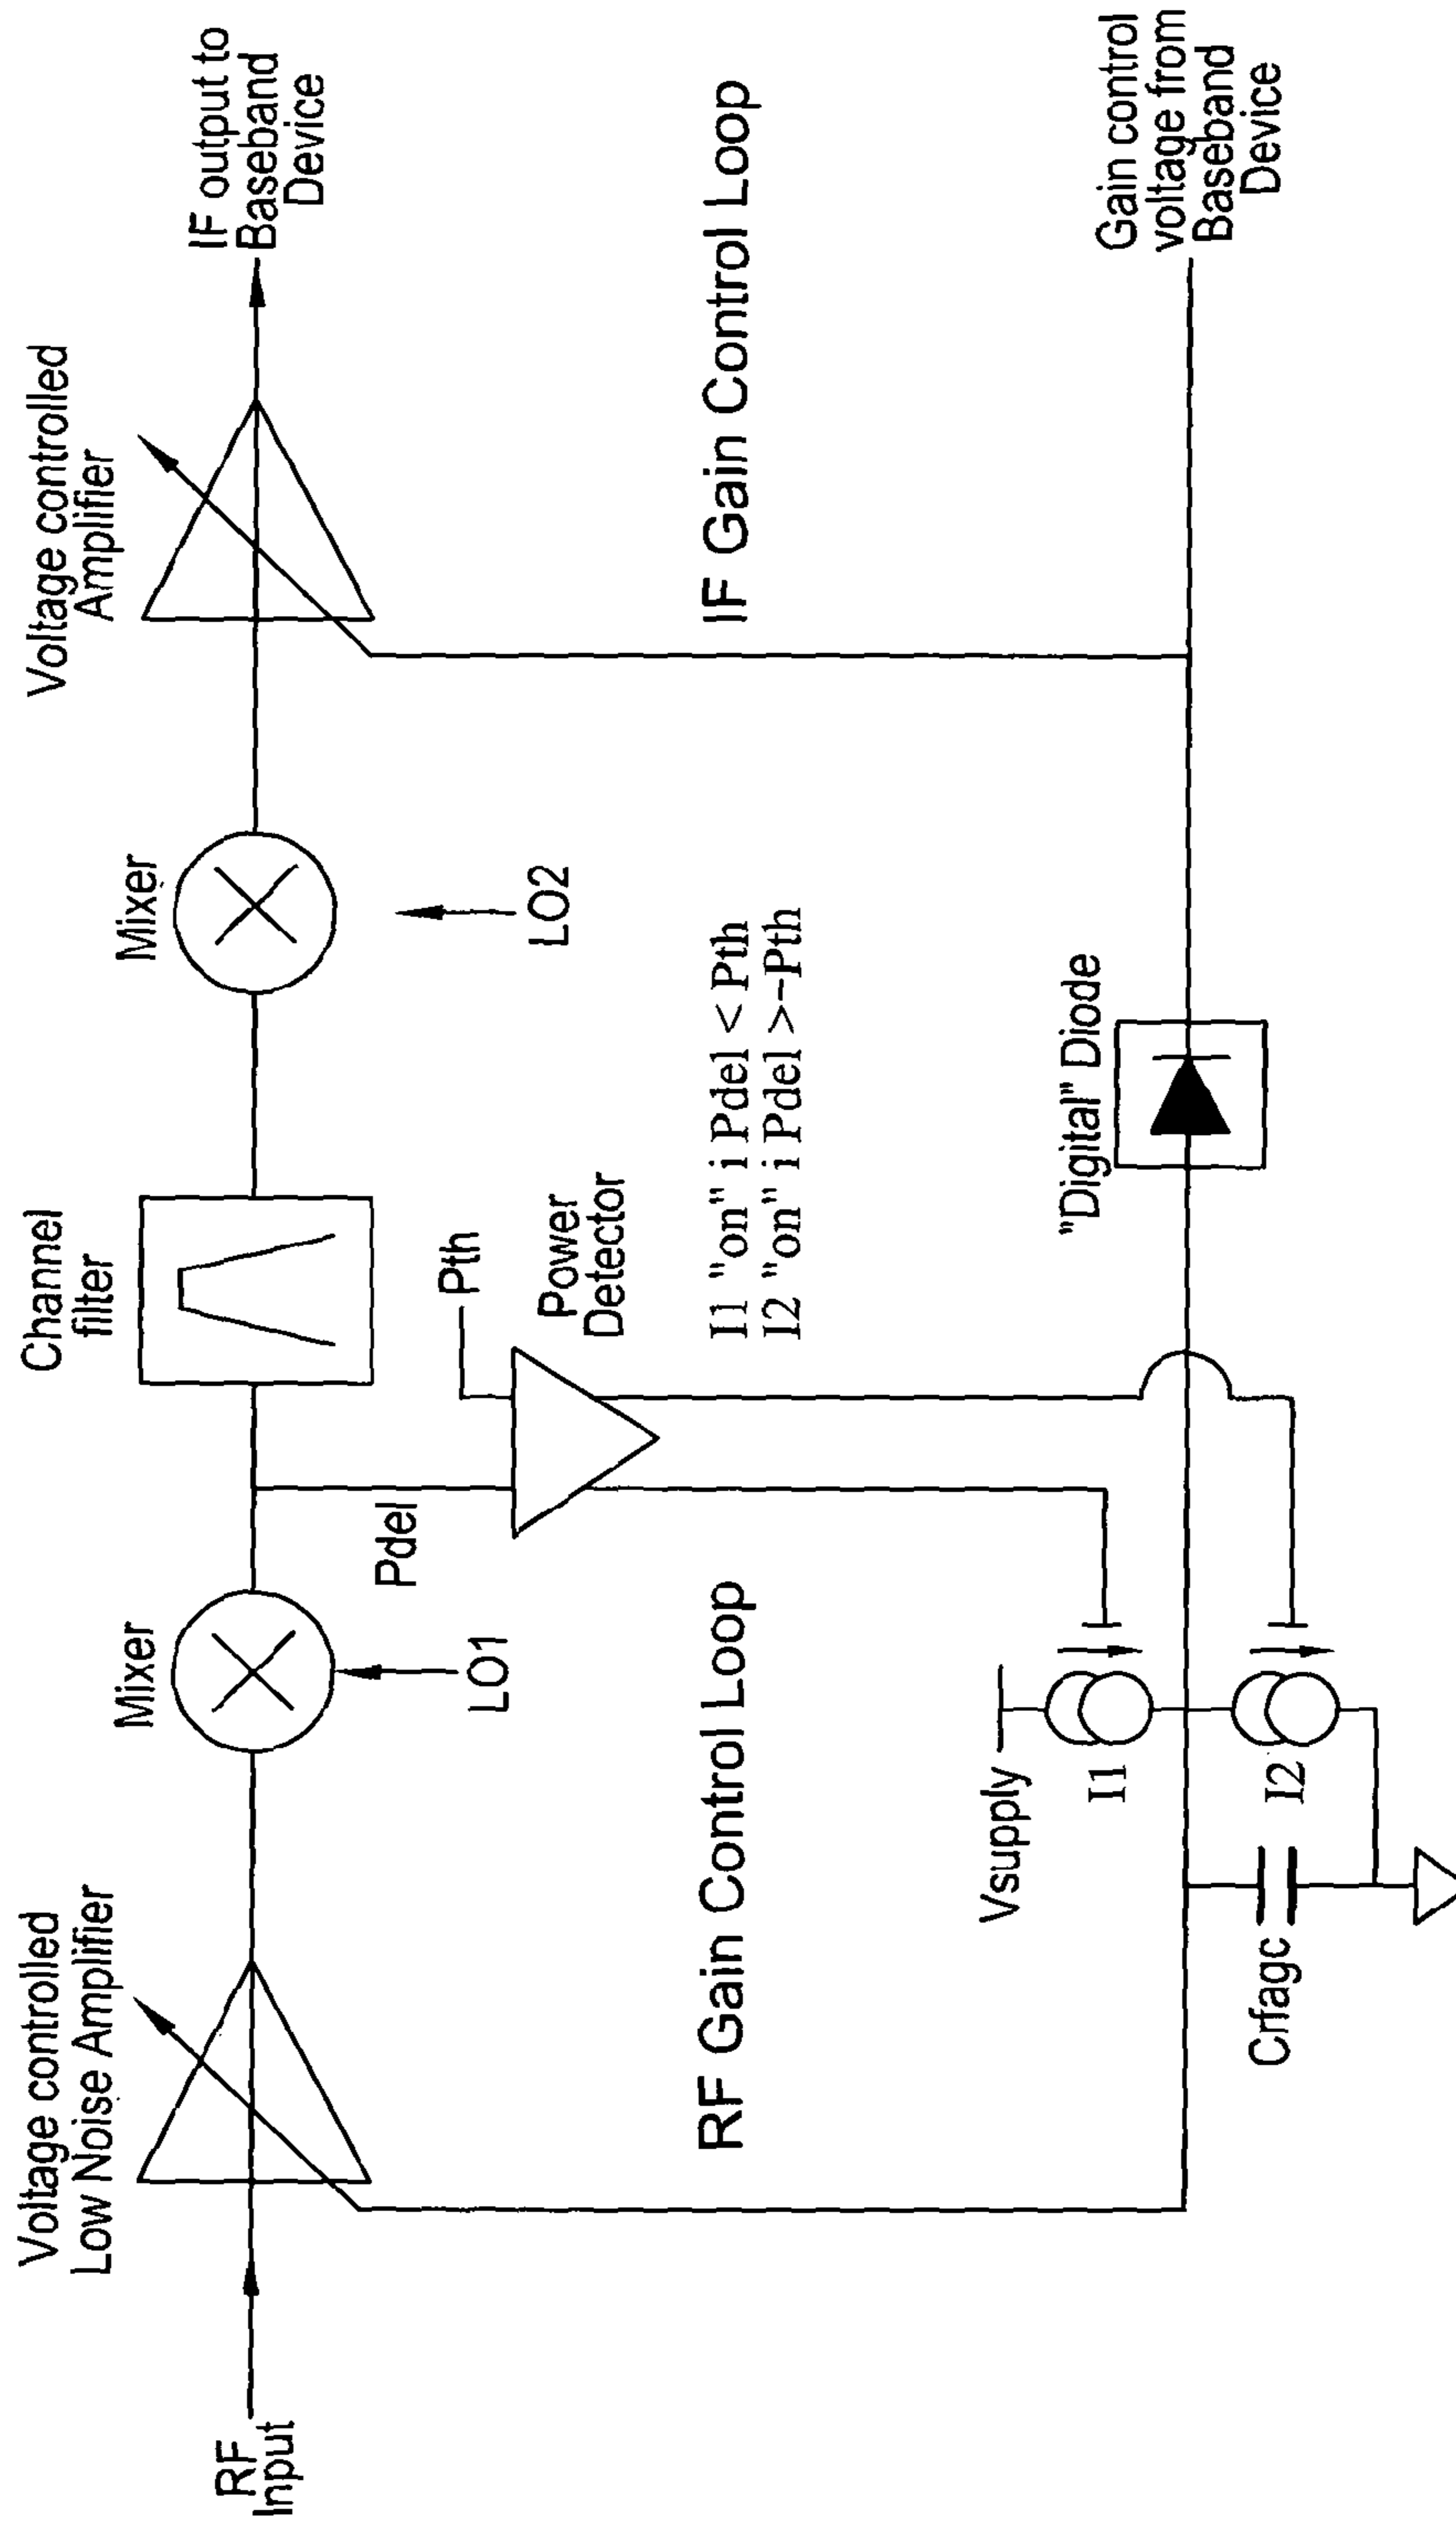 Voltage controlled
Low Noise Amplifier
Mixer
Channel
filter
Mixer
Voltage controlled
Amplifier
RF
Input
IF output to
Baseband
Device
LO1
Pdel
Pth
Power
Detector
LO2
RF Gain Control Loop
I1 "on" i Pdel < Pth
I2 "on" i Pdel >-Pth
IF Gain Control Loop
Vsupply
I1
I2
Crfagc
"Digital" Diode
Gain control
voltage from
Baseband
Device